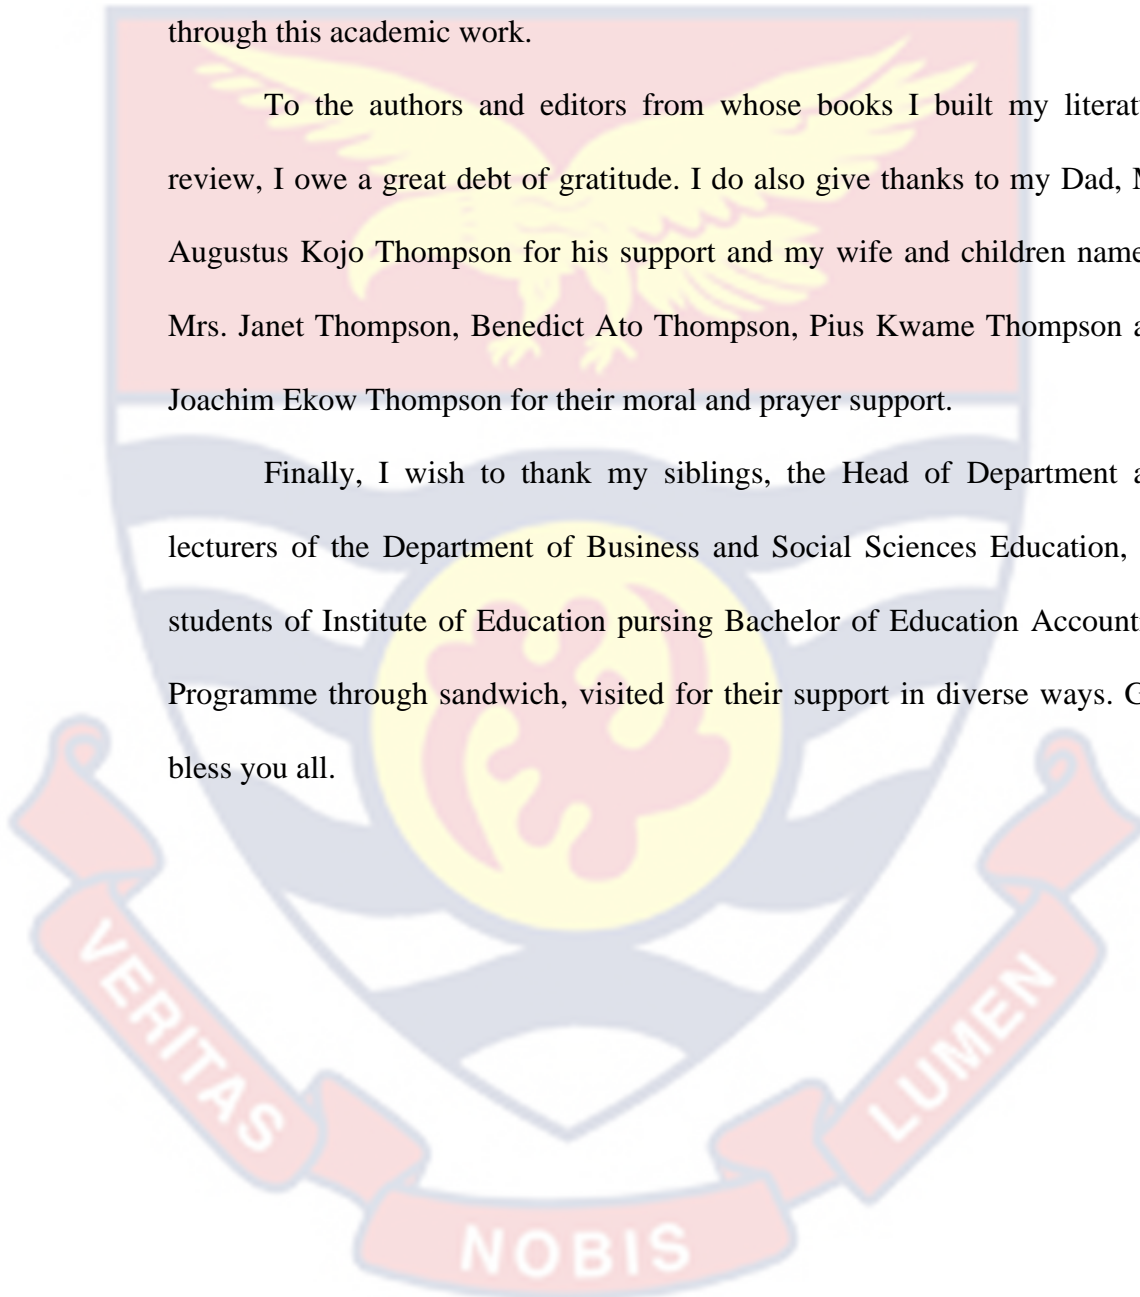 through this academic work.
To the authors and editors from whose books I built my literat
review, I owe a great debt of gratitude. I do also give thanks to my Dad, M
Augustus Kojo Thompson for his support and my wife and children name
Mrs. Janet Thompson, Benedict Ato Thompson, Pius Kwame Thompson a
Joachim Ekow Thompson for their moral and prayer support.
Finally, I wish to thank my siblings, the Head of Department a
lecturers of the Department of Business and Social Sciences Education,
students of Institute of Education pursing Bachelor of Education Account
Programme through sandwich, visited for their support in diverse ways. G
bless you all.
VERITAS
NOBIS
LUMEN